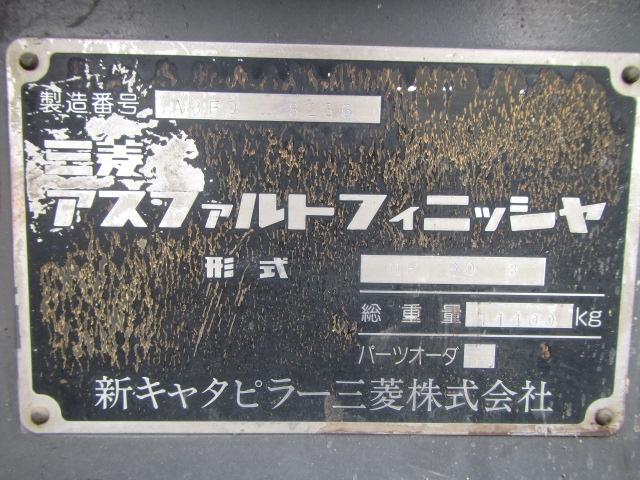 製造番号
三菱
アスファルトフィニッシャ
形式
総重量 kg
パーツオーダ
新キャタピラー三菱株式会社